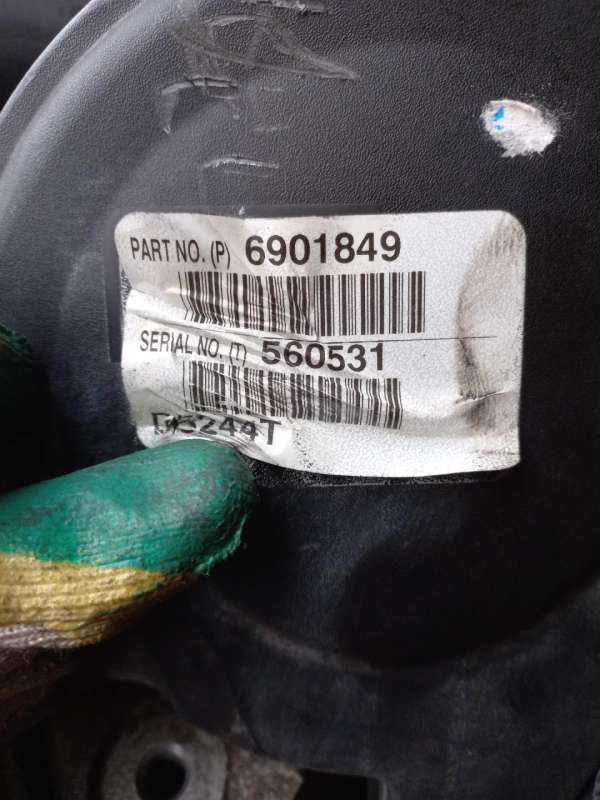 PART NO. (P) 6901849
SERIAL NO. (T) 560531